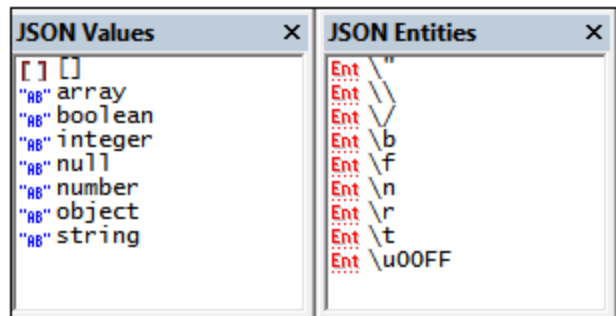 JSON Values
[ ] []
"AB" array
"AB" boolean
"AB" integer
"AB" null
"AB" number
"AB" object
"AB" string
JSON Entities
Ent \"
Ent \\
Ent \/
Ent \b
Ent \f
Ent \n
Ent \r
Ent \t
Ent \u00FF